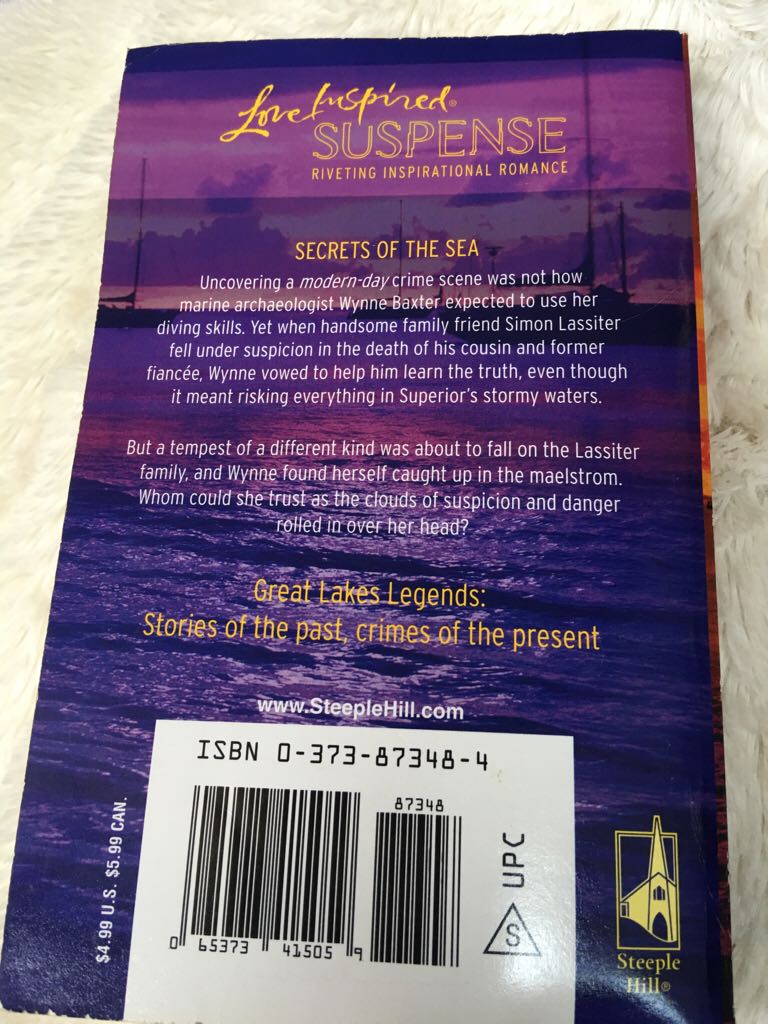 Love Inspired®
SUSPENSE
RIVETING INSPIRATIONAL ROMANCE
SECRETS OF THE SEA
Uncovering a modern-day crime scene was not how
marine archaeologist Wynne Baxter expected to use her
diving skills. Yet when handsome family friend Simon Lassiter
fell under suspicion in the death of his cousin and former
fiancée, Wynne vowed to help him learn the truth, even though
it meant risking everything in Superior's stormy waters.
But a tempest of a different kind was about to fall on the Lassiter
family, and Wynne found herself caught up in the maelstrom.
Whom could she trust as the clouds of suspicion and danger
rolled in over her head?
Great Lakes Legends:
Stories of the past, crimes of the present
www.SteepleHill.com
ISBN 0-373-87348-4
87348
0 65373 41505 9
UPC
S
$4.99 U.S. $5.99 CAN.
Steeple
Hill®